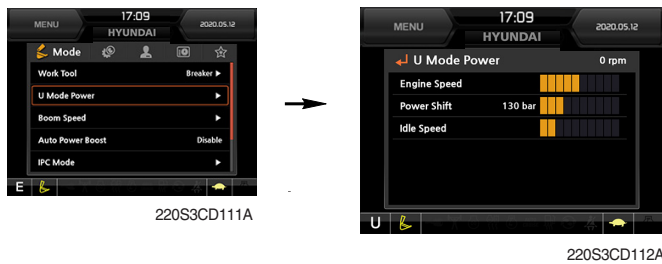 17:09
MENU
2020.05.12
HYUNDAI
Mode
Work Tool Breaker
U Mode Power
Boom Speed
Auto Power Boost Disable
IPC Mode
E
220S3CD111A
17:09
MENU
2020.05.12
HYUNDAI
U Mode Power 0 rpm
Engine Speed
Power Shift 130 bar
Idle Speed
U
220S3CD112A